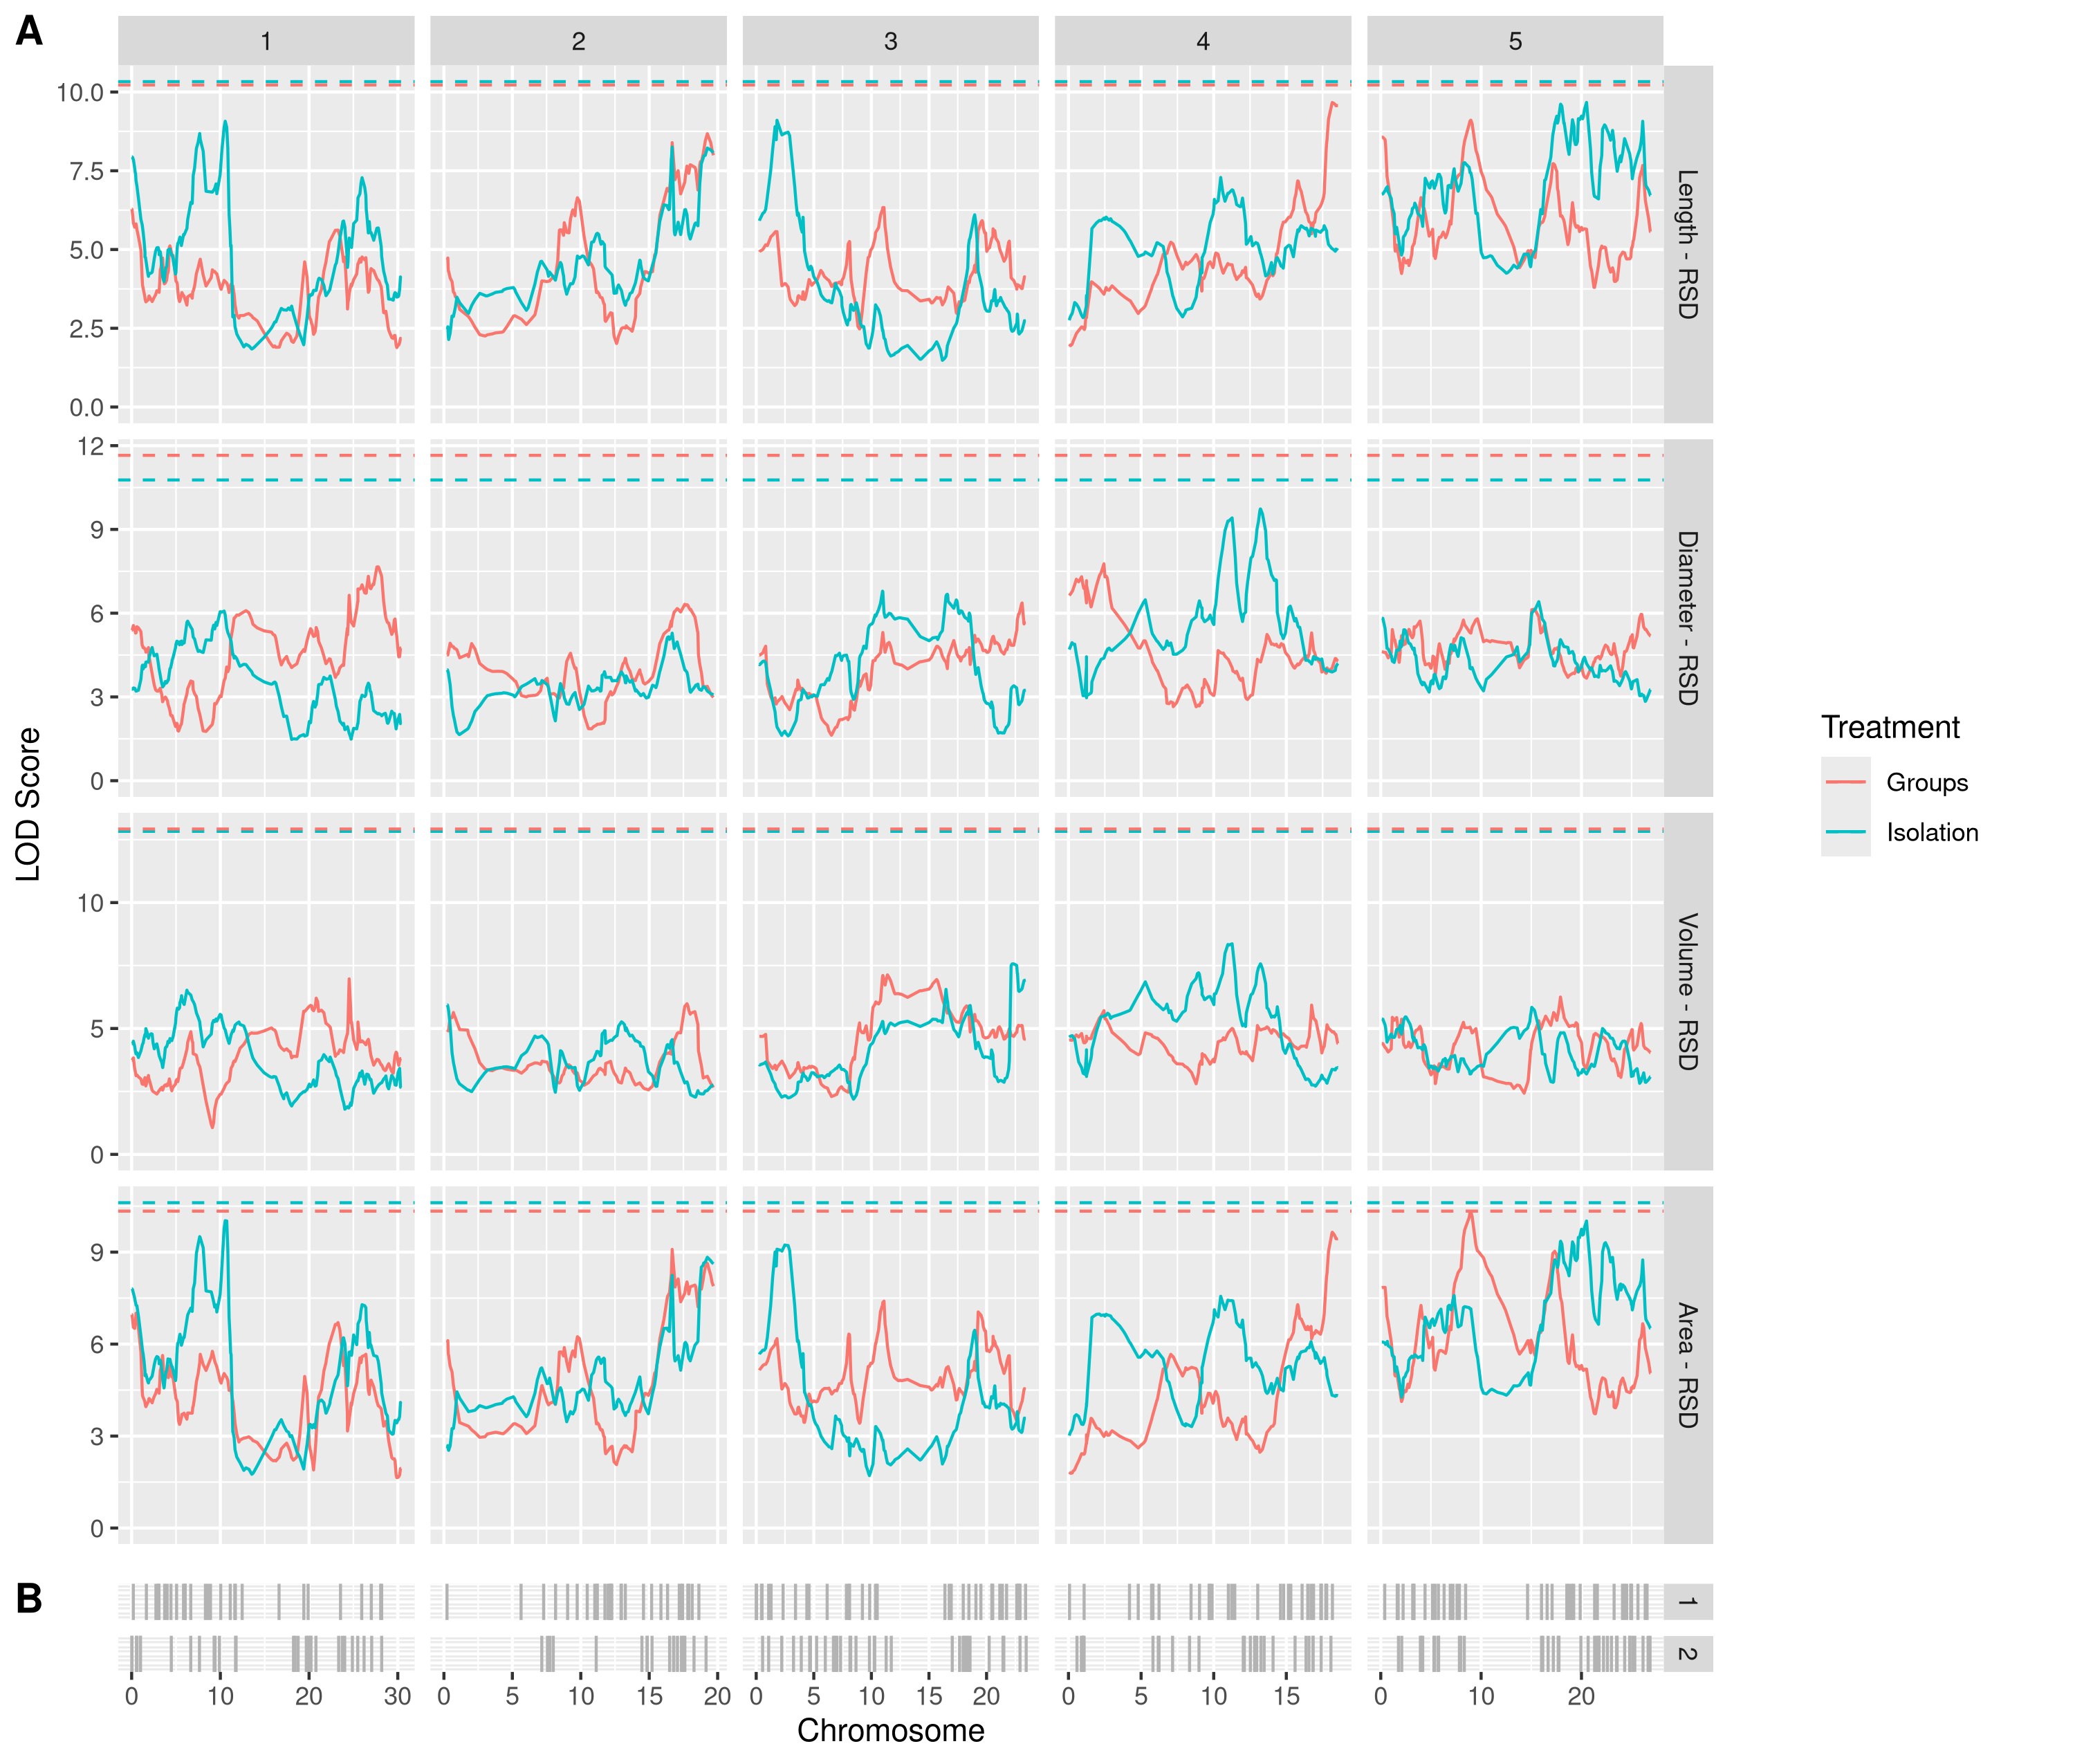 A
1 2 3 4 5
10.0
7.5
5.0
2.5
0.0
Length - RSD
12
9
6
3
0
Diameter - RSD
10
5
0
Volume - RSD
9
6
3
0
Area - RSD
LOD Score
Treatment
Groups
Isolation
B
1
2
0 10 20 30 0 5 10 15 20 0 5 10 15 20 0 5 10 15 0 10 20
Chromosome